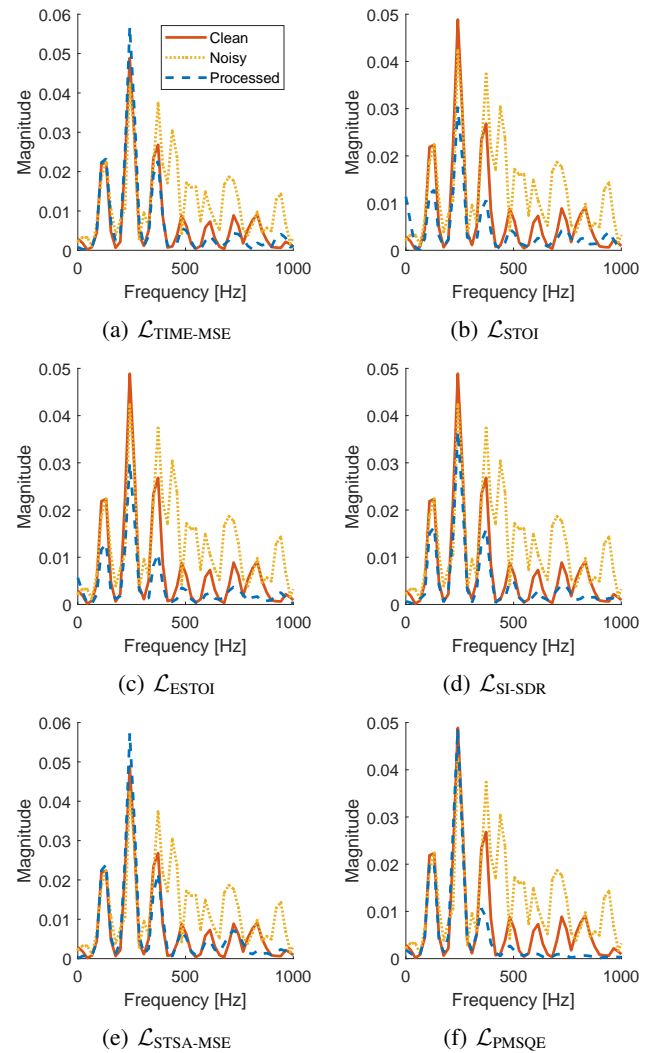 0.06
0.05
0.04
0.03
0.02
0.01
0
Magnitude
Clean
Noisy
Processed
0 500 1000
Frequency [Hz]
(a) ℒTIME-MSE
0.05
0.04
0.03
0.02
0.01
0
Magnitude
0 500 1000
Frequency [Hz]
(b) ℒSTOI
0.05
0.04
0.03
0.02
0.01
0
Magnitude
0 500 1000
Frequency [Hz]
(c) ℒESTOI
0.05
0.04
0.03
0.02
0.01
0
Magnitude
0 500 1000
Frequency [Hz]
(d) ℒSI-SDR
0.06
0.05
0.04
0.03
0.02
0.01
0
Magnitude
0 500 1000
Frequency [Hz]
(e) ℒSTSA-MSE
0.05
0.04
0.03
0.02
0.01
0
Magnitude
0 500 1000
Frequency [Hz]
(f) ℒPMSQE